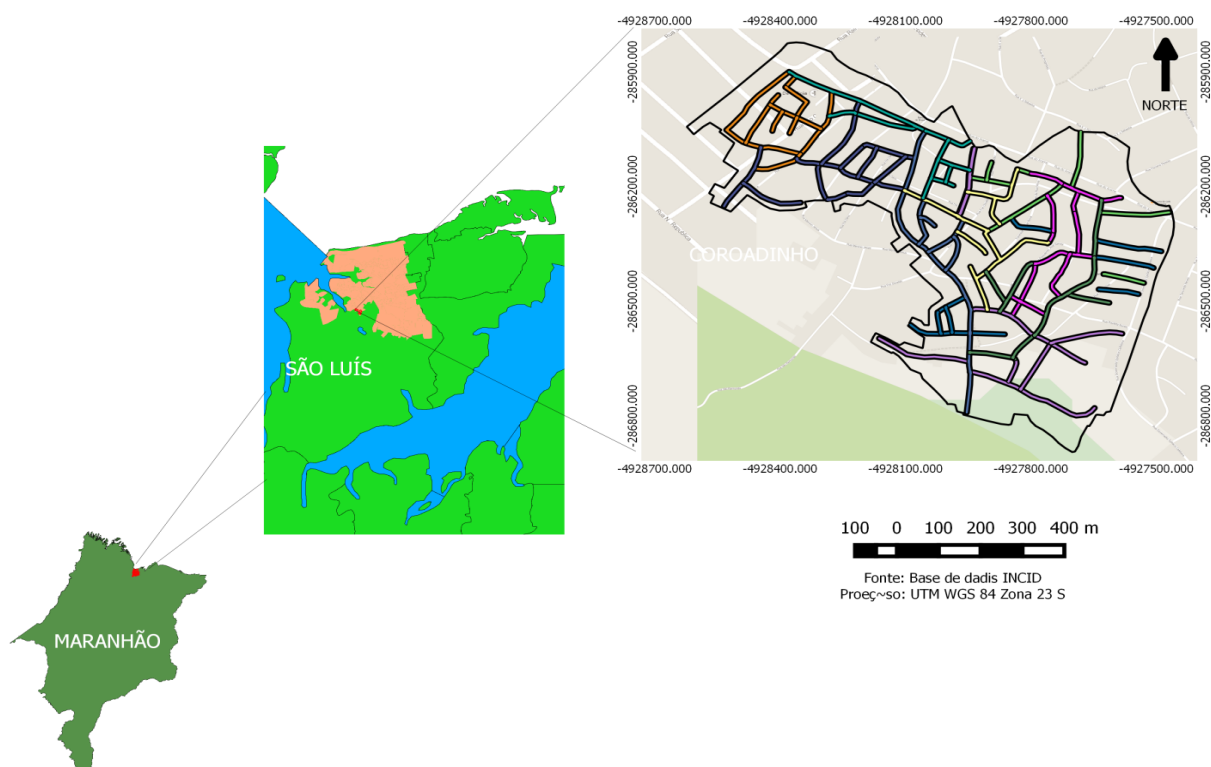 -4928700.000 -4928400.000 -4928100.000 -4927800.000 -4927500.000
-285900.000
-286200.000
-286500.000
-286800.000
-285900.000
-286200.000
-286500.000
-286800.000
NORTE
COROADINHO
-4928700.000 -4928400.000 -4928100.000 -4927800.000 -4927500.000
SÃO LUÍS
MARANHÃO
100 0 100 200 300 400 m
Fonte: Base de dadis INCID
Proeç~so: UTM WGS 84 Zona 23 S